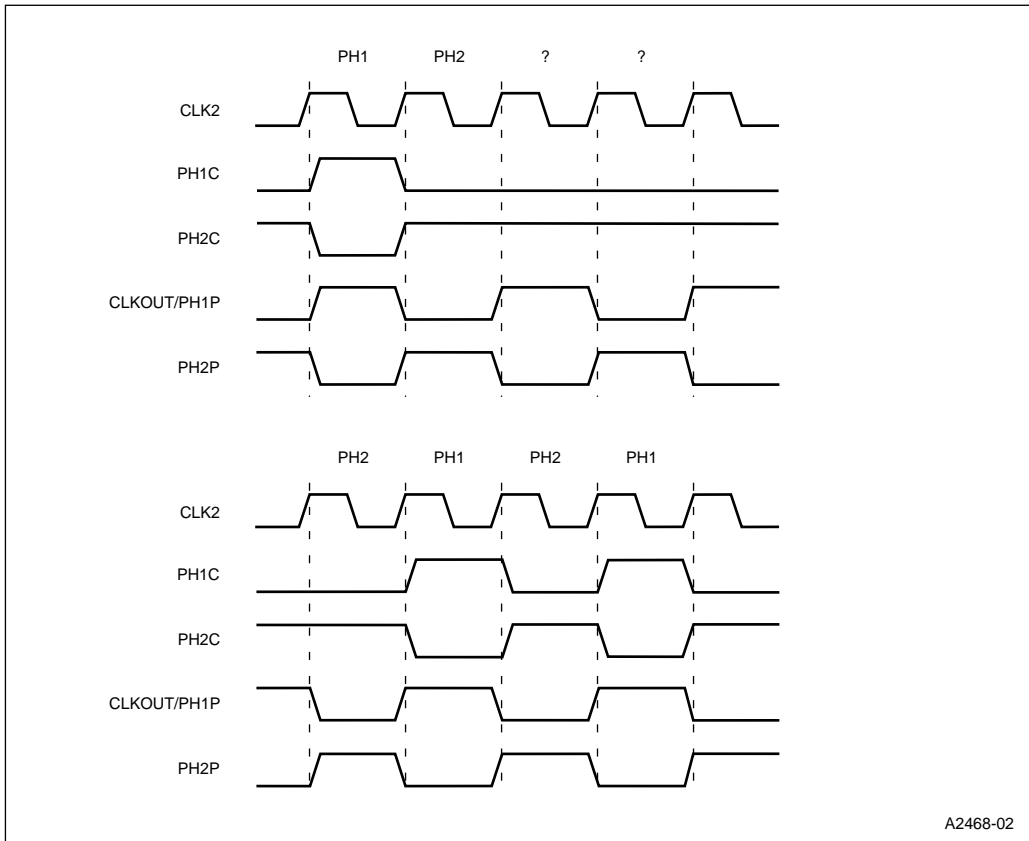 PH1 PH2 ? ?
CLK2
PH1C
PH2C
CLKOUT/PH1P
PH2P
PH2 PH1 PH2 PH1
CLK2
PH1C
PH2C
CLKOUT/PH1P
PH2P
A2468-02